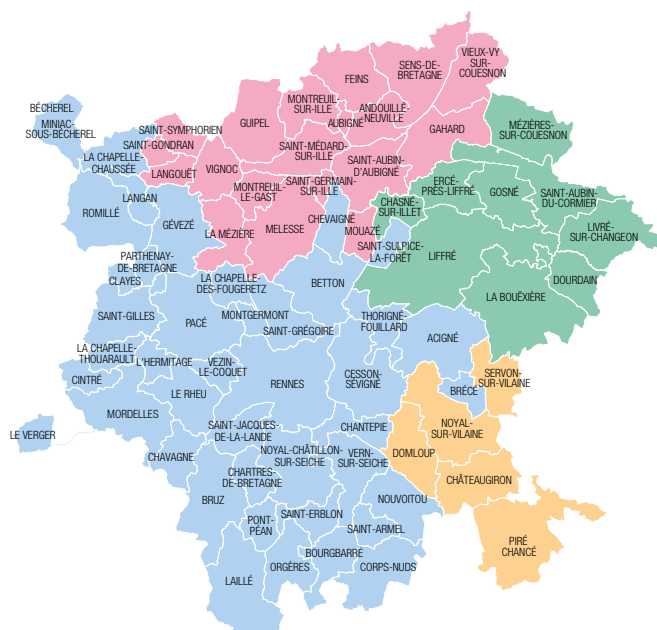 VIEUX-VY
SUR-
COUESNON
SENS-DE-
BRETAGNE
FEINS
GUIPEL
MONTREUIL-
SUR-ILLE
ANDOUILLÉ-
NEUVILLE
AUBIGNÉ
GAHARD
MÉZIÈRES-
SUR-COUESNON
BÉCHEREL
MINIAC-
SOUS-BÉCHEREL
SAINT-SYMPHORIEN
SAINT-GONDRAN
LA CHAPELLE-
CHAUSSÉE
LANGOUËT
VIGNOC
SAINT-MÉDARD-
SUR-ILLE
SAINT-AUBIN-
D'AUBIGNÉ
MONTREUIL-
LE-GAST
SAINT-GERMAIN-
SUR-ILLE
ERCÉ-
PRÈS-LIFFRÉ
GOSNÉ
SAINT-AUBIN-
DU-CORMIER
CHASNÉ-
SUR-ILLET
LANGAN
ROMILLÉ
GÉVEZÉ
LA MÉZIÈRE
MELESSE
CHEVAIGNÉ
MOUAZÉ
SAINT-SULPICE-
LA-FORÊT
LIFFRÉ
LIVRÉ-
SUR-CHANGEON
PARTHENAY-
DE-BRETAGNE
CLAYES
LA CHAPELLE-
DES-FOUGERETZ
BETTON
DOURDAIN
LA BOUËXIÈRE
SAINT-GILLES
PACÉ
MONTGERMONT
SAINT-GRÉGOIRE
THORIGNÉ-
FOUILLARD
ACIGNÉ
LA CHAPELLE-
THOUARAULT
L'HERMITAGE
VEZIN-
LE-COQUET
CINTRÉ
RENNES
CESSON-
SÉVIGNÉ
SERVON-
SUR-VILAINE
BRÉCÉ
LE RHEU
MORDELLES
LE VERGER
SAINT-JACQUES-
DE-LA-LANDE
CHANTEPIE
NOYAL-
SUR-VILAINE
CHAVAGNE
NOYAL-CHÂTILLON-
SUR-SEICHE
VERN-
SUR-SEICHE
DOMLOUP
CHARTRES-
DE-BRETAGNE
CHÂTEAUGIRON
BRUZ
NOUVOITOU
PONT-
PÉAN
SAINT-ERBLON
SAINT-ARMEL
PIRÉ
CHANCÉ
BOURGBARRÉ
LAILLÉ
ORGÈRES
CORPS-NUDS